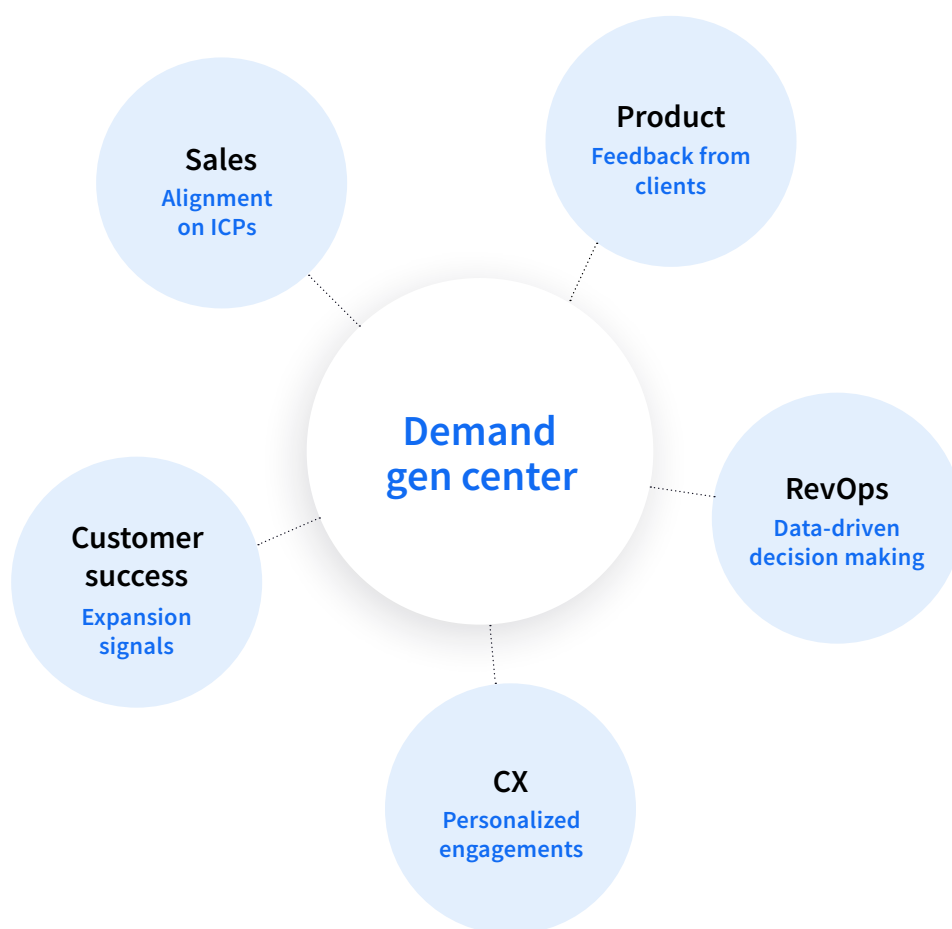 Product
Feedback from
clients
Sales
Alignment
on ICPs
Demand
gen center
RevOps
Data-driven
decision making
Customer
success
Expansion
signals
CX
Personalized
engagements